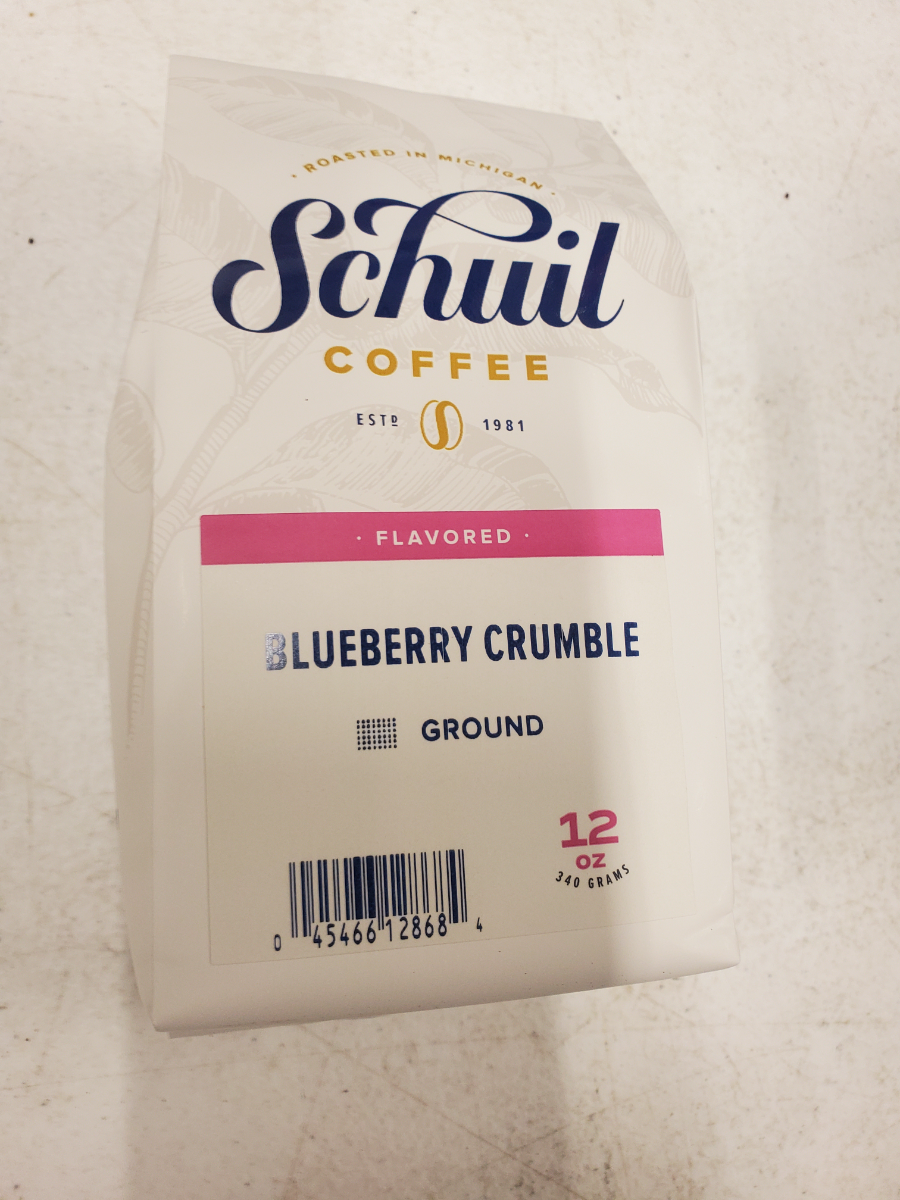 · ROASTED IN MICHIGAN ·
Schuil
COFFEE
ESTD 1981
· FLAVORED ·
BLUEBERRY CRUMBLE
GROUND
12
OZ
340 GRAMS
0 45466 12868 4